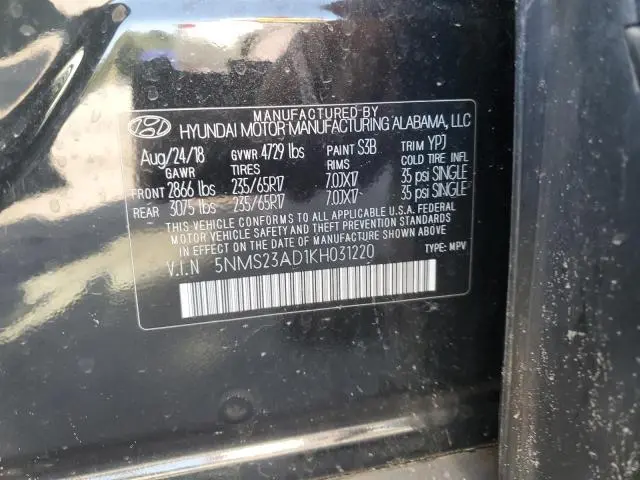 MANUFACTURED BY
HYUNDAI MOTOR MANUFACTURING ALABAMA, LLC
Aug/24/18 GVWR 4729 lbs PAINT S3B TRIM YPJ
GAWR TIRES RIMS COLD TIRE INFL
FRONT 2866 lbs 235/65R17 7.0JX17 35 psi SINGLE
REAR 3075 lbs 235/65R17 7.0JX17 35 psi SINGLE
THIS VEHICLE CONFORMS TO ALL APPLICABLE U.S.A. FEDERAL
MOTOR VEHICLE SAFETY AND THEFT PREVENTION STANDARDS
IN EFFECT ON THE DATE OF MANUFACTURE SHOWN ABOVE.
V.I.N 5NMS23AD1KH031220 TYPE: MPV